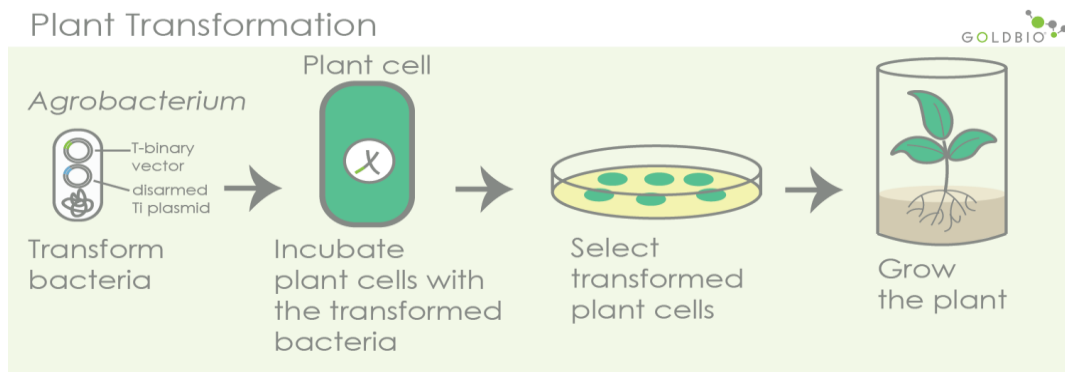 Plant Transformation
GOLDBIO
Agrobacterium
T-binary
vector
disarmed
Ti plasmid
Transform
bacteria
Plant cell
Incubate
plant cells with
the transformed
bacteria
Select
transformed
plant cells
Grow
the plant